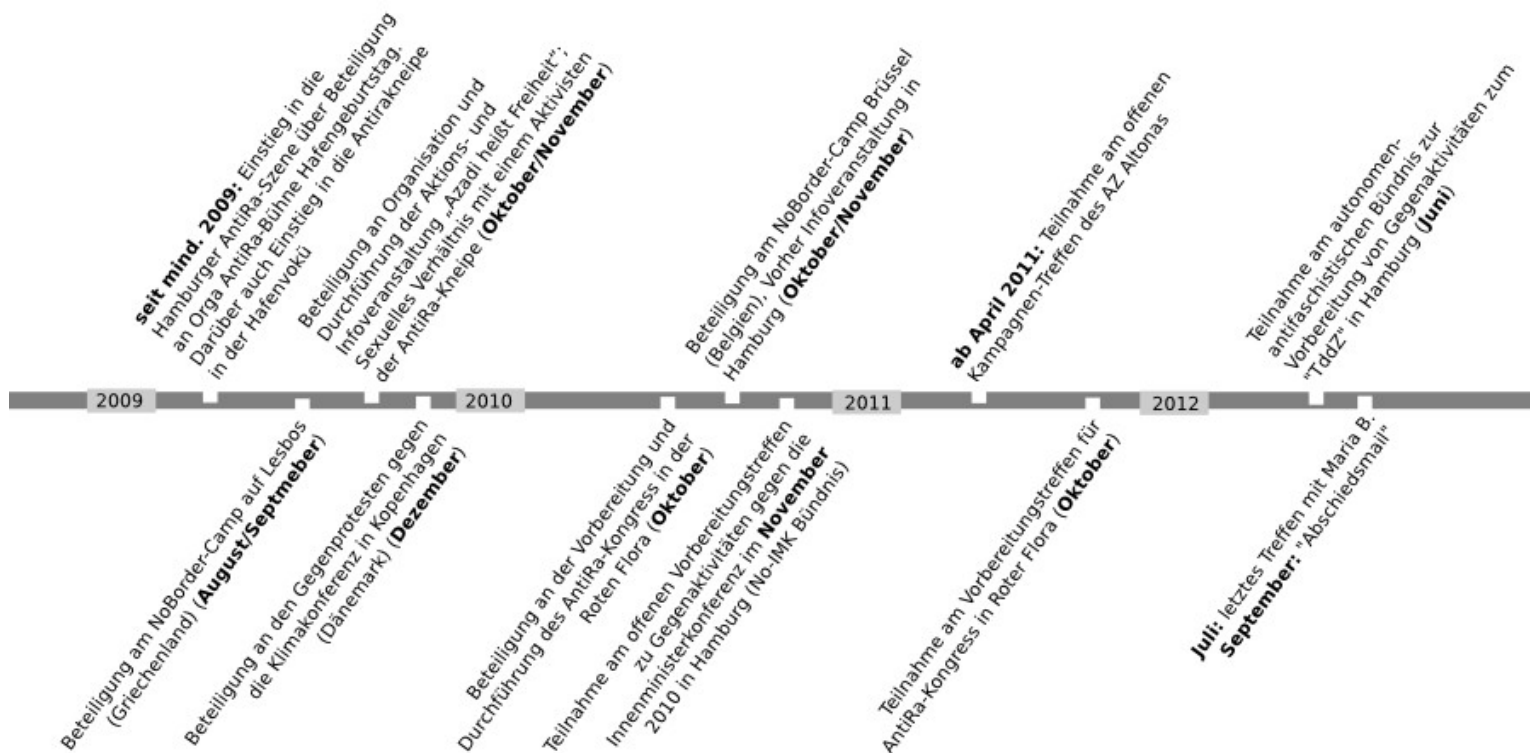 seit mind. 2009: Einstieg in die
Hamburger AntiRa-Szene über Beteiligung
an Orga AntiRa-Bühne Hafengeburtstag.
Darüber auch Einstieg in die Antirakneipe
in der Hafenvokü
Beteiligung an Organisation und
Durchführung der Aktions- und
Infoveranstaltung „Azadi heißt Freiheit“;
Sexuelles Verhältnis mit einem Aktivisten
der AntiRa-Kneipe (Oktober/November)
Beteiligung am NoBorder-Camp Brüssel
(Belgien), Vorher Infoveranstaltung in
Hamburg (Oktober/November)
ab April 2011: Teilnahme am offenen
Kampagnen-Treffen des AZ Altonas
Teilnahme am autonomen-
antifaschistischen Bündnis zur
Vorbereitung von Gegenaktivitäten zum
"TddZ" in Hamburg (Juni)
2009
2010
2011
2012
Beteiligung am NoBorder-Camp auf Lesbos
(Griechenland) (August/Septmeber)
Beteiligung an den Gegenprotesten gegen
die Klimakonferenz in Kopenhagen
(Dänemark) (Dezember)
Beteiligung an der Vorbereitung und
Durchführung des AntiRa-Kongress in der
Roten Flora (Oktober)
Teilnahme am offenen Vorbereitungstreffen
zu Gegenaktivitäten gegen die
Innenministerkonferenz im November
2010 in Hamburg (No-IMK Bündnis)
Teilnahme am Vorbereitungstreffen für
AntiRa-Kongress in Roter Flora (Oktober)
Juli: letztes Treffen mit Maria B.
September: "Abschiedsmail"